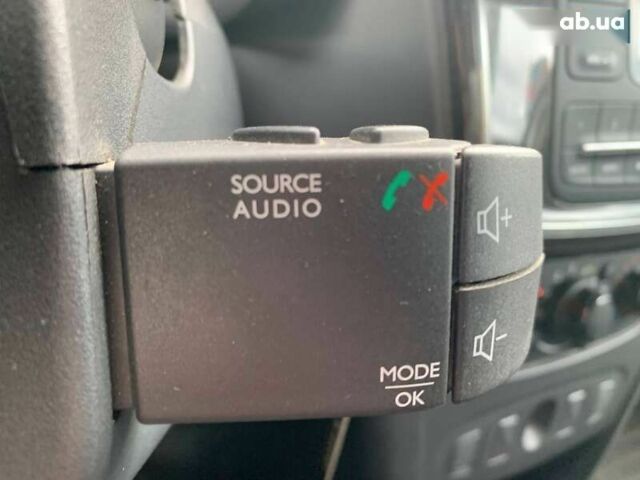 ab.ua
SOURCE
AUDIO
+
-
MODE
OK